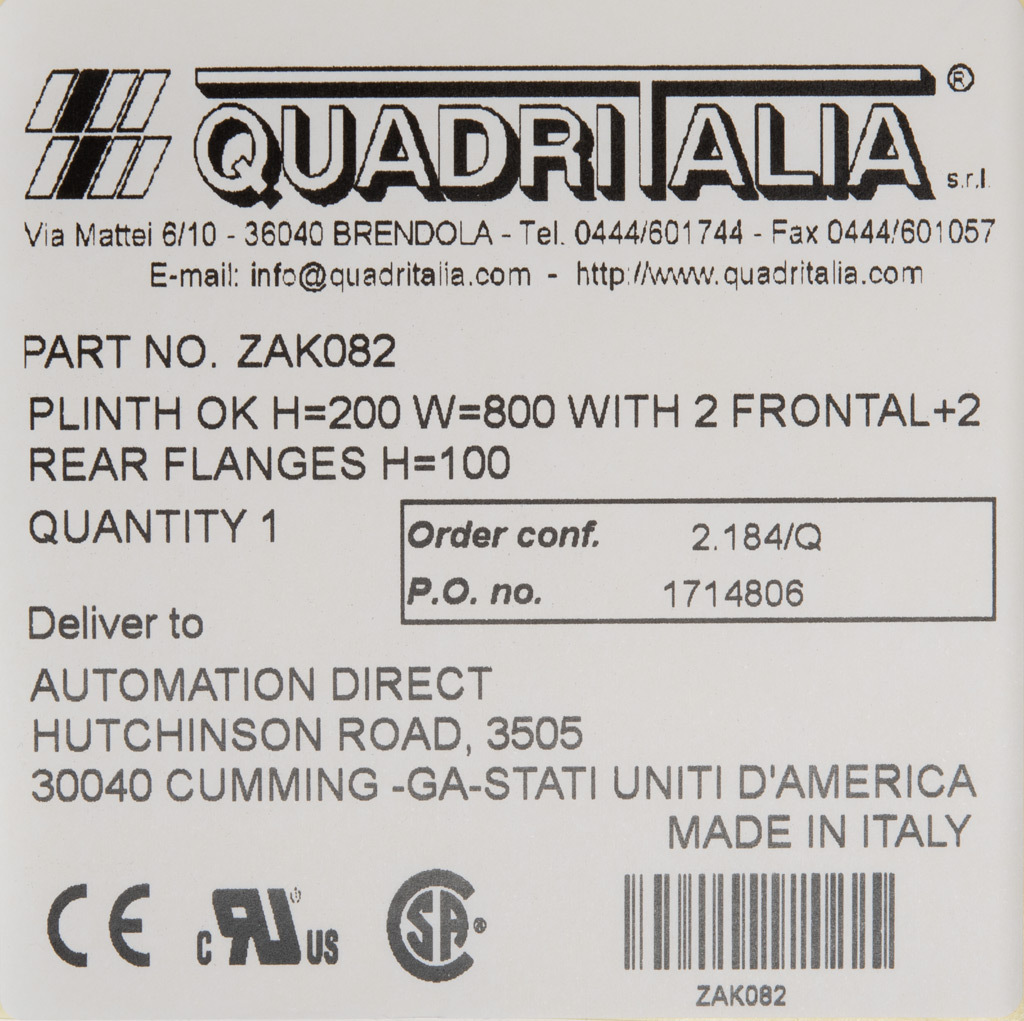 QUADRITALIA® s.r.l.
Via Mattei 6/10 - 36040 BRENDOLA - Tel. 0444/601744 - Fax 0444/601057
E-mail: info@quadritalia.com - http://www.quadritalia.com
PART NO. ZAK082
PLINTH OK H=200 W=800 WITH 2 FRONTAL+2
REAR FLANGES H=100
QUANTITY 1
Order conf. 2.184/Q
P.O. no. 1714806
Deliver to
AUTOMATION DIRECT
HUTCHINSON ROAD, 3505
30040 CUMMING -GA-STATI UNITI D'AMERICA
MADE IN ITALY
CE c RU US SA®
ZAK082